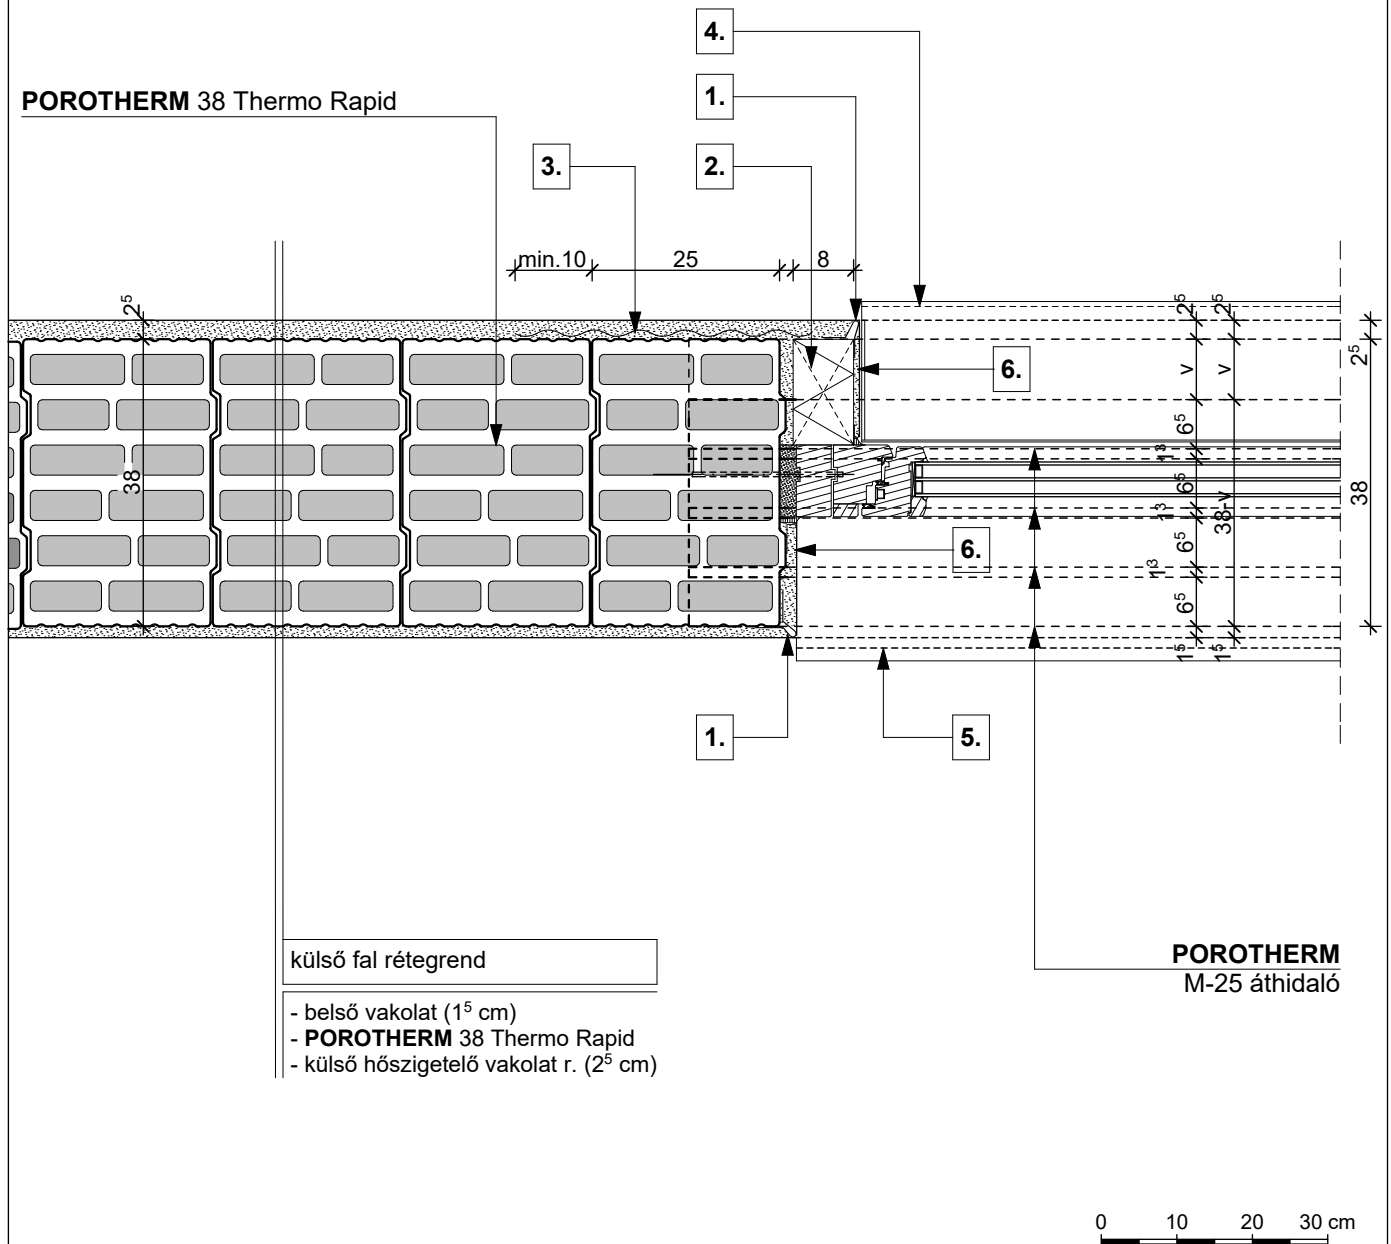 4.
POROTHERM 38 Thermo Rapid
1.
3.
2.
min.10 25 8
2⁵
2⁵ 2⁵
2⁵
6.
v v
6⁵
1³
38
6⁵
38-v
38
1³
6.
6⁵
1³
6⁵
1⁵ 1⁵
1.
5.
külső fal rétegrend
POROTHERM
M-25 áthidaló
- belső vakolat (1⁵ cm)
- POROTHERM 38 Thermo Rapid
- külső hőszigetelő vakolat r. (2⁵ cm)
0 10 20 30 cm